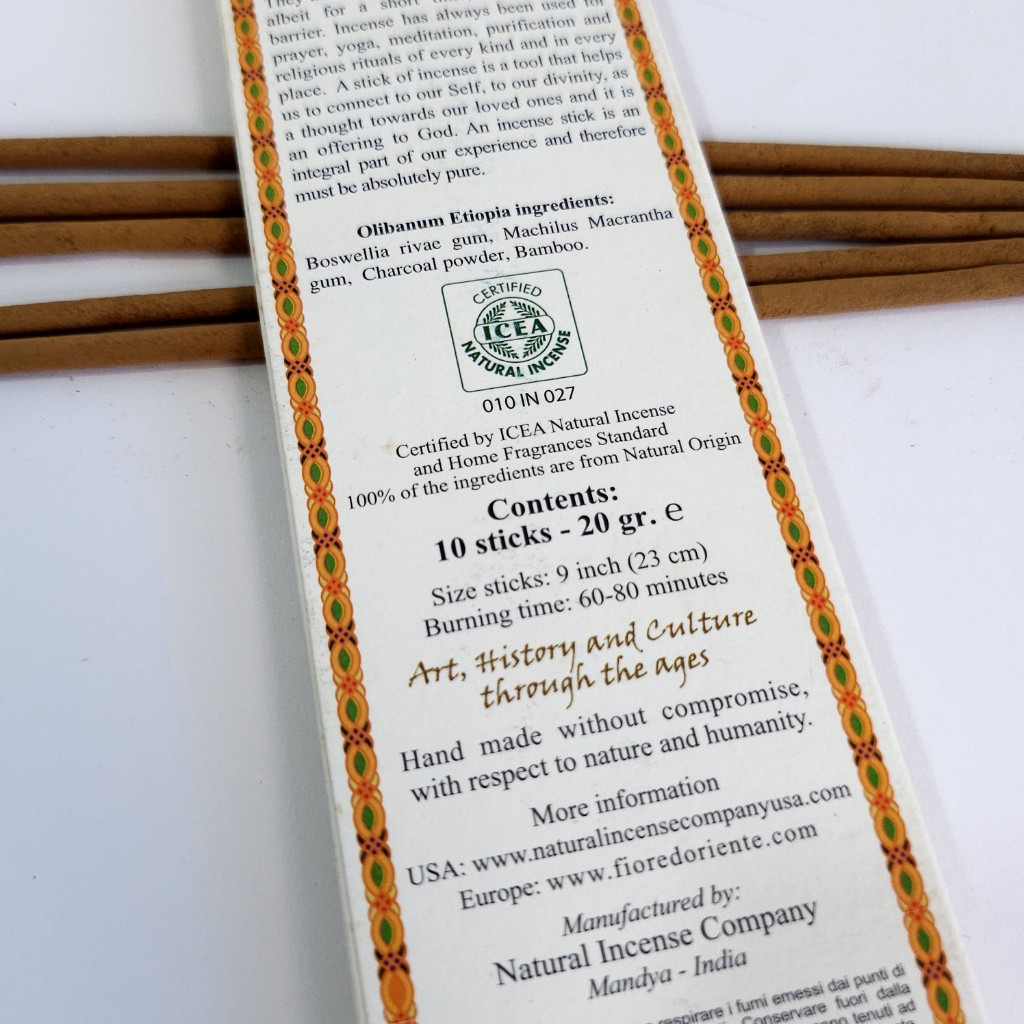 albeit for a short
barrier. Incense has always been used for
prayer, yoga, meditation, purification and
religious rituals of every kind and in every
place. A stick of incense is a tool that helps
us to connect to our Self, to our divinity, as
a thought towards our loved ones and it is
an offering to God. An incense stick is an
integral part of our experience and therefore
must be absolutely pure.
Olibanum Etiopia ingredients:
Boswellia rivae gum, Machilus Macrantha
gum, Charcoal powder, Bamboo.
CERTIFIED
ICEA
NATURAL INCENSE
010 IN 027
Certified by ICEA Natural Incense
and Home Fragrances Standard
100% of the ingredients are from Natural Origin
Contents:
10 sticks - 20 gr. ℮
Size sticks: 9 inch (23 cm)
Burning time: 60-80 minutes
Art, History and Culture
through the ages
Hand made without compromise,
with respect to nature and humanity.
More information
USA: www.naturalincensecompanyusa.com
Europe: www.fioredoriente.com
Manufactured by:
Natural Incense Company
Mandya - India
respirare i fumi emessi dai punti di
Conservare fuori dalla
tenuti ad